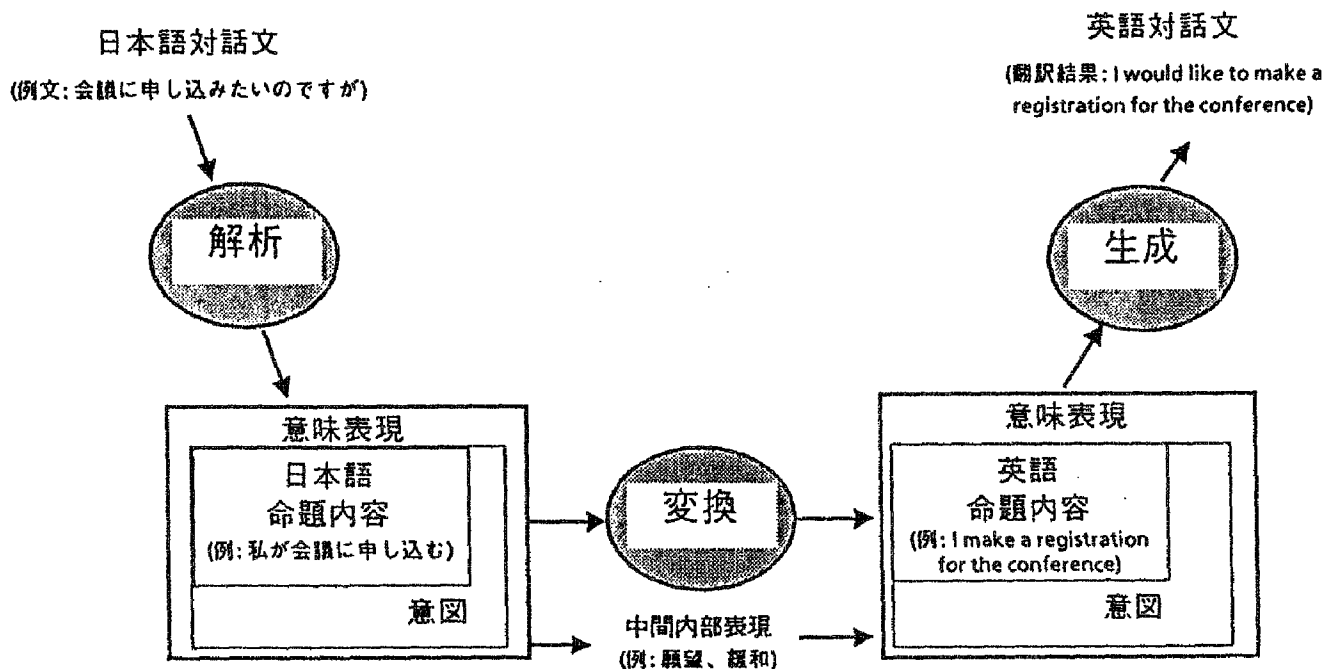 日本語対話文
(例文: 会議に申し込みたいのですが)
解析
意味表現
日本語
命題内容
(例: 私が会議に申し込む)
意図
変換
中間内部表現
(例: 願望、緩和)
英語対話文
(翻訳結果: I would like to make a
registration for the conference)
生成
意味表現
英語
命題内容
(例: I make a registration
for the conference)
意図